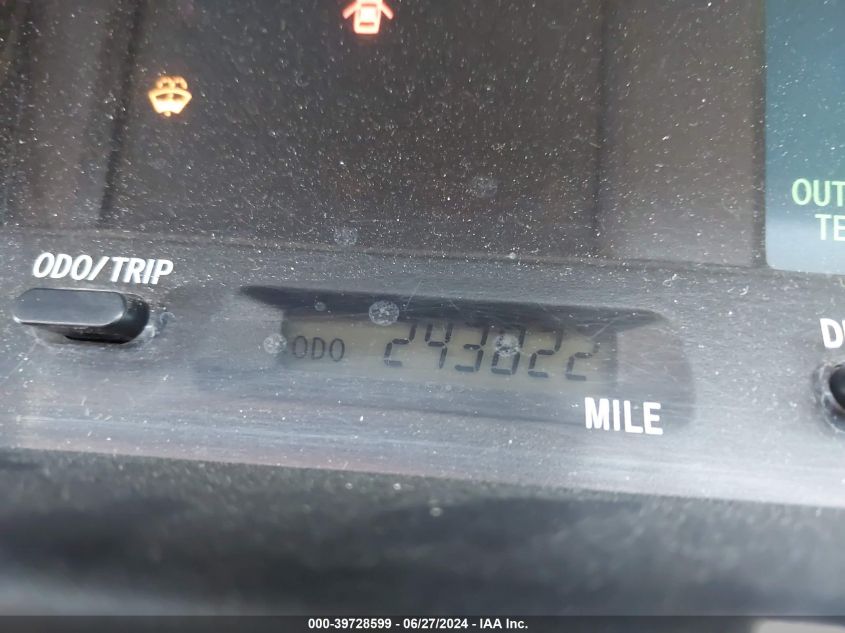 OUT
TE
ODO/TRIP
ODO 243822
MILE
000-39728599 / 06/27/2024 - IAA Inc.